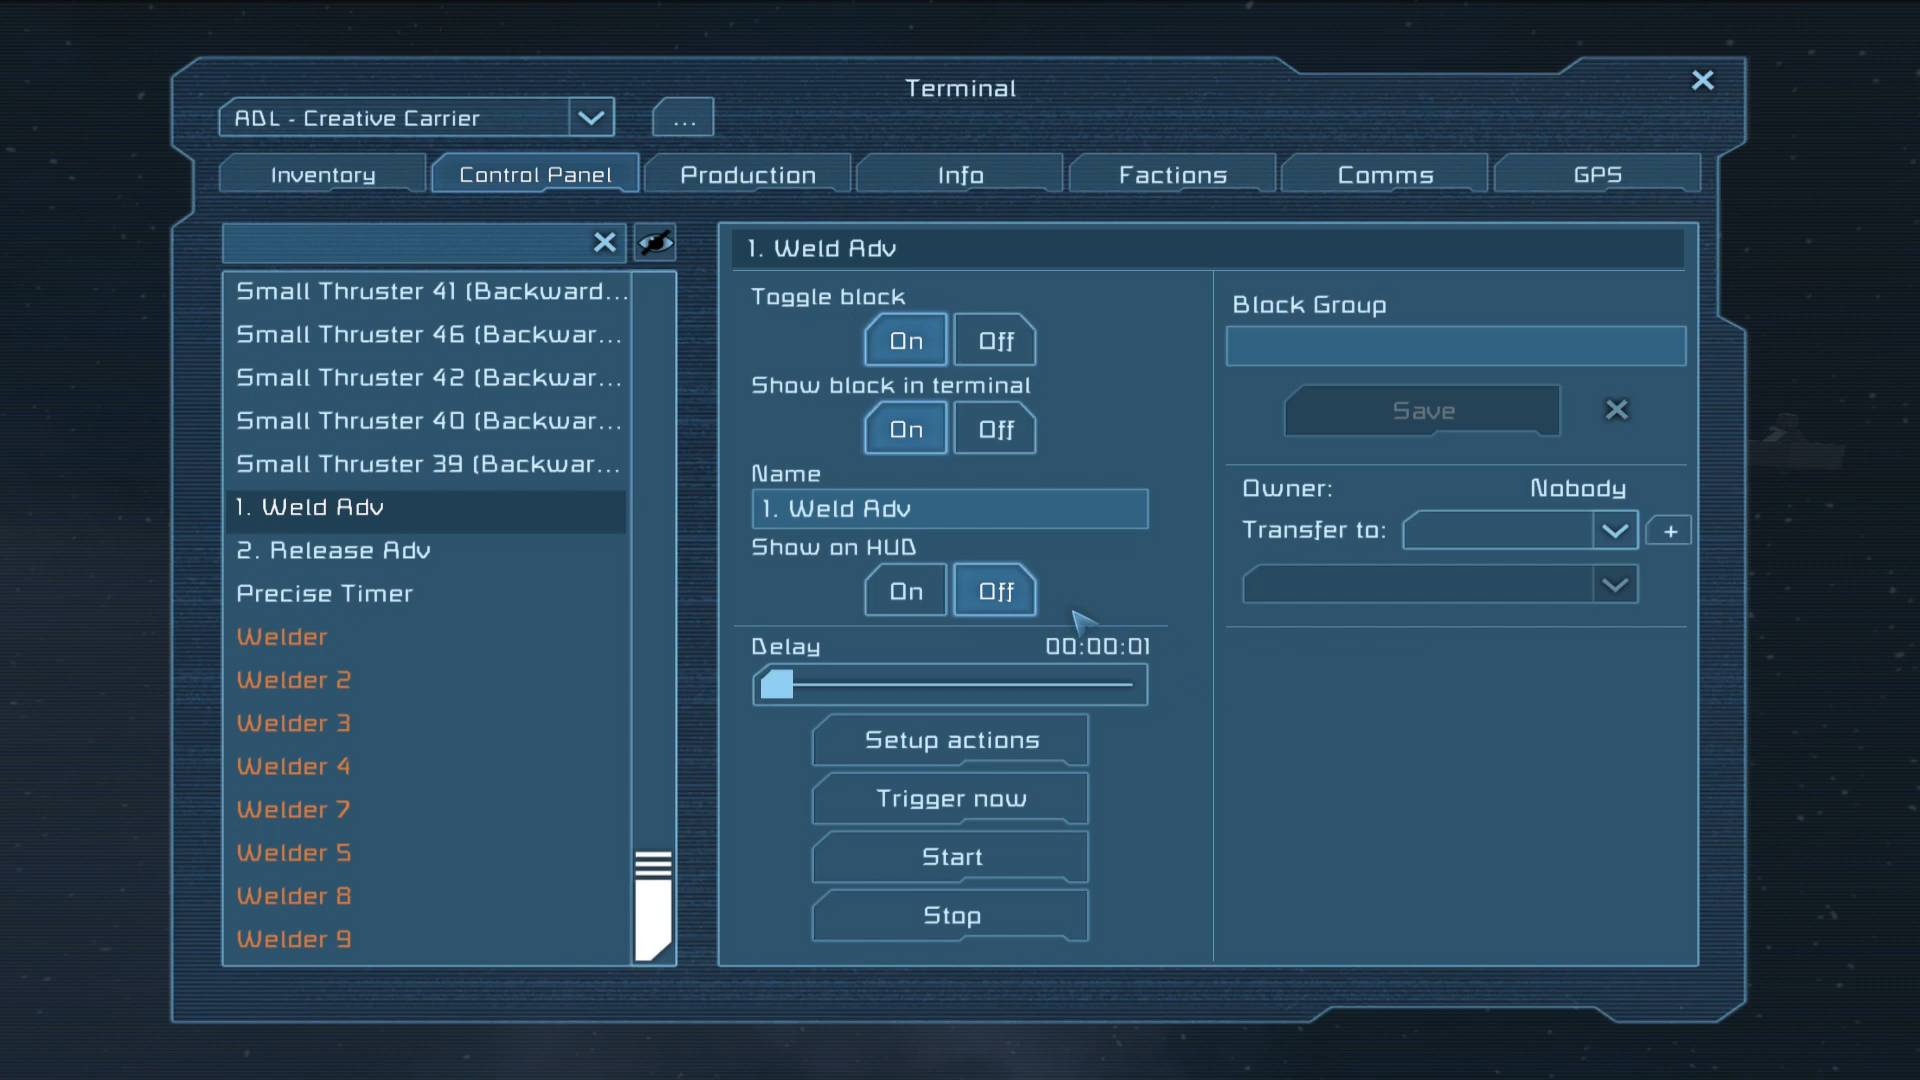 Terminal
ADL - Creative Carrier
...
Inventory
Control Panel
Production
Info
Factions
Comms
GPS
Small Thruster 41 (Backward...
Small Thruster 46 (Backwar...
Small Thruster 42 (Backwar...
Small Thruster 40 (Backwar...
Small Thruster 39 (Backwar...
1. Weld Adv
2. Release Adv
Precise Timer
Welder
Welder 2
Welder 3
Welder 4
Welder 7
Welder 5
Welder 8
Welder 9
1. Weld Adv
Toggle block
On Off
Show block in terminal
On Off
Name
1. Weld Adv
Show on HUD
On Off
Delay 00:00:01
Setup actions
Trigger now
Start
Stop
Block Group
Save
Owner: Nobody
Transfer to: +